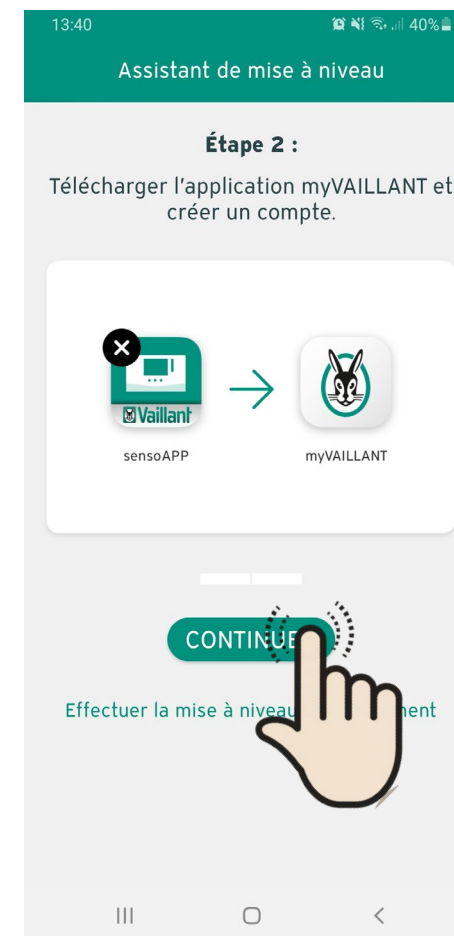 13:40 40%
Assistant de mise à niveau
Étape 2 :
Télécharger l'application myVAILLANT et
créer un compte.
Vaillant
sensoAPP myVAILLANT
CONTINUE
Effectuer la mise à niveau